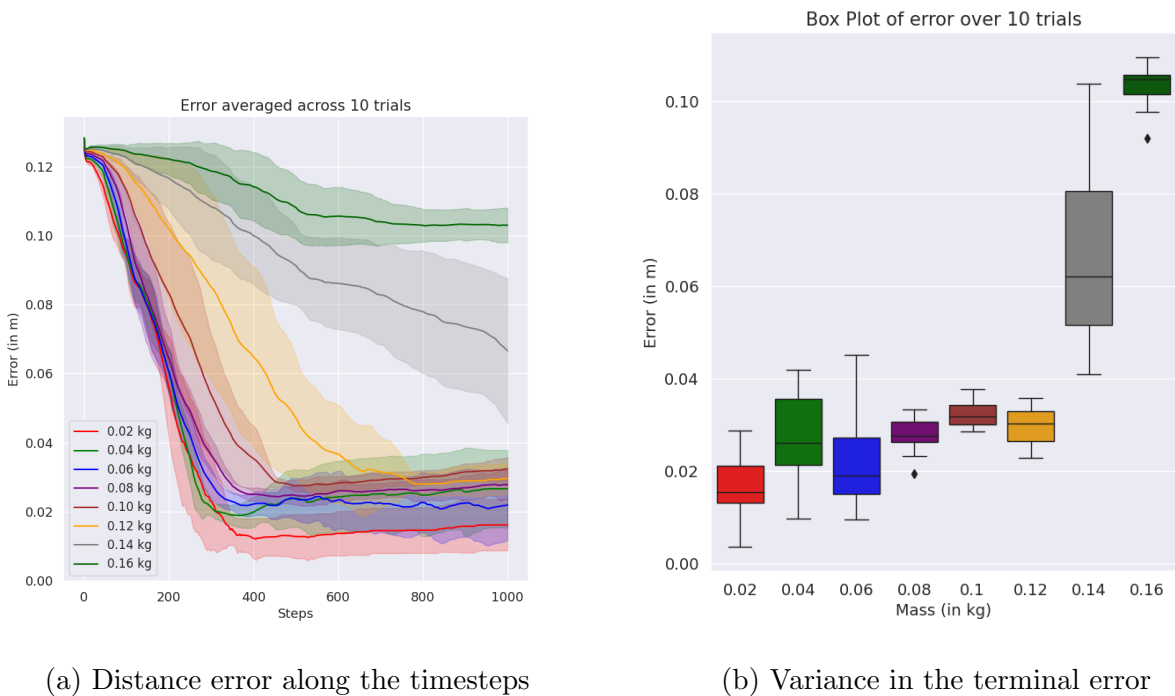 Error averaged across 10 trials
0.12
0.10
0.08
0.06
0.04
0.02
0.00
Error (in m)
0.02 kg
0.04 kg
0.06 kg
0.08 kg
0.10 kg
0.12 kg
0.14 kg
0.16 kg
0 200 400 600 800 1000
Steps
(a) Distance error along the timesteps
Box Plot of error over 10 trials
0.10
0.08
0.06
0.04
0.02
0.00
Error (in m)
0.02 0.04 0.06 0.08 0.1 0.12 0.14 0.16
Mass (in kg)
(b) Variance in the terminal error